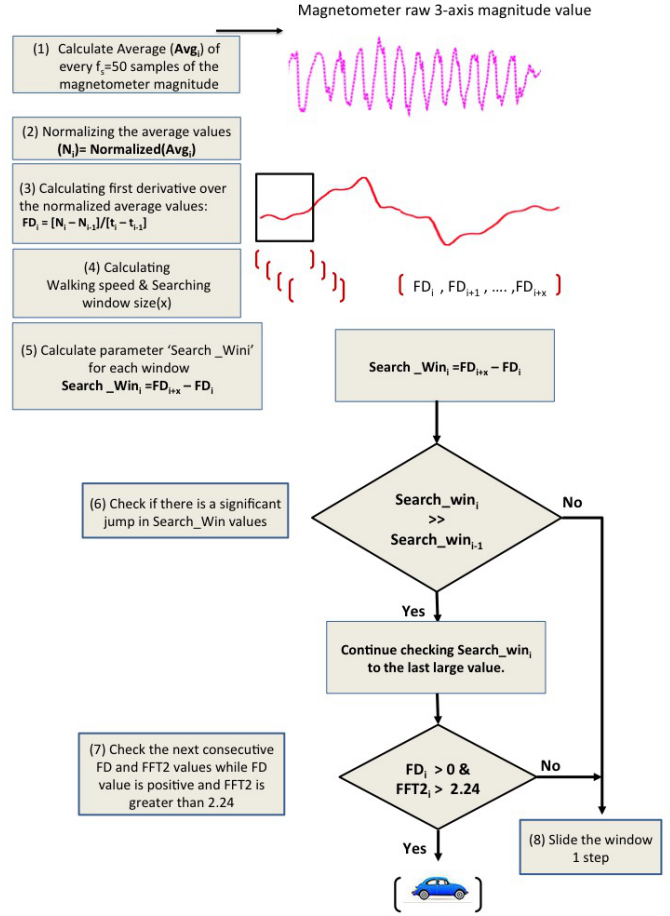 Magnetometer raw 3-axis magnitude value
(1) Calculate Average (Avgi) of
every fs=50 samples of the
magnetometer magnitude
(2) Normalizing the average values
(Ni)= Normalized(Avgi)
(3) Calculating first derivative over
the normalized average values:
FDi = [Ni – Ni-1]/[ti – ti-1]
(4) Calculating
Walking speed & Searching
window size(x)
[ FDi , FDi+1 , .... ,FDi+x ]
(5) Calculate parameter ‘Search _Wini’
for each window
Search _Wini =FDi+x – FDi
Search _Wini =FDi+x – FDi
(6) Check if there is a significant
jump in Search_Win values
Search_wini
>>
Search_wini-1
No
Yes
Continue checking Search_wini
to the last large value.
(7) Check the next consecutive
FD and FFT2 values while FD
value is positive and FFT2 is
greater than 2.24
FDi > 0 &
FFT2i > 2.24
No
Yes
(8) Slide the window
1 step